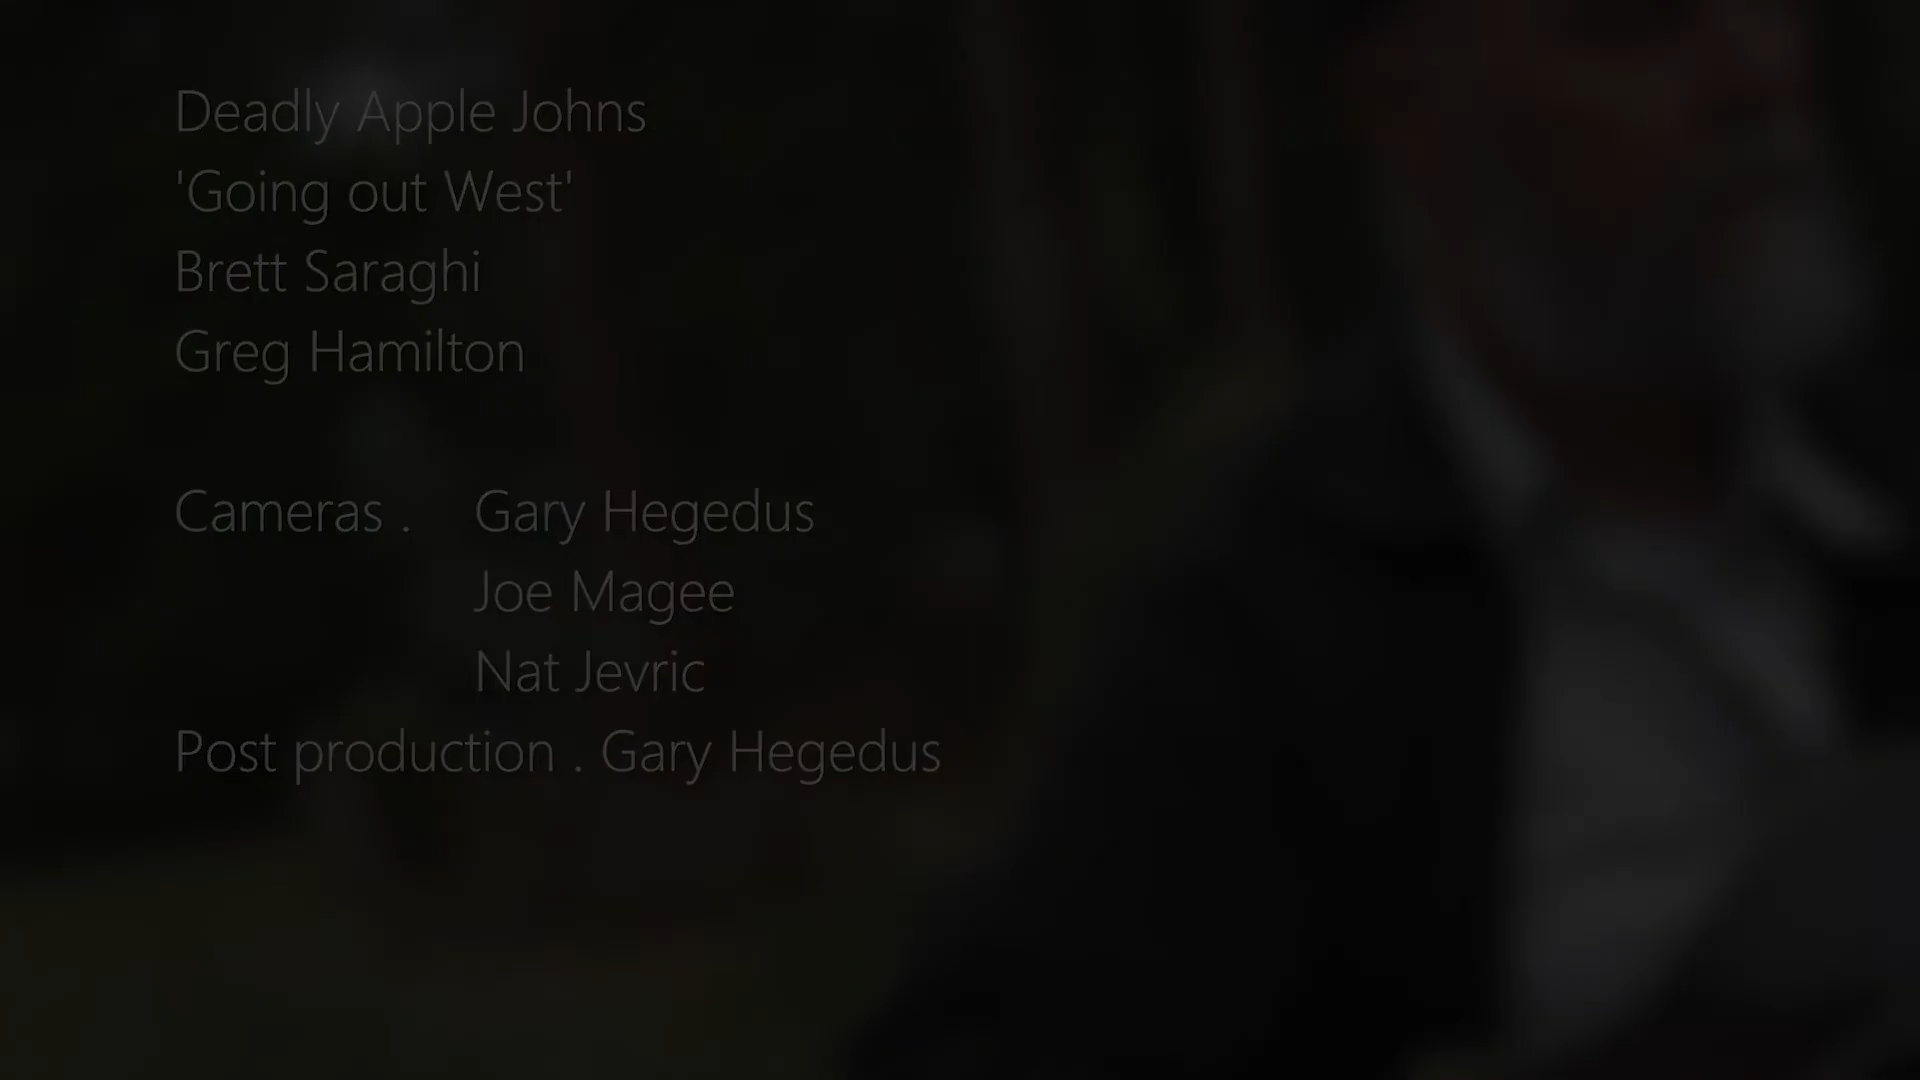 Deadly Apple Johns
'Going out West'
Brett Saraghi
Greg Hamilton
Cameras . Gary Hegedus
Joe Magee
Nat Jevric
Post production . Gary Hegedus